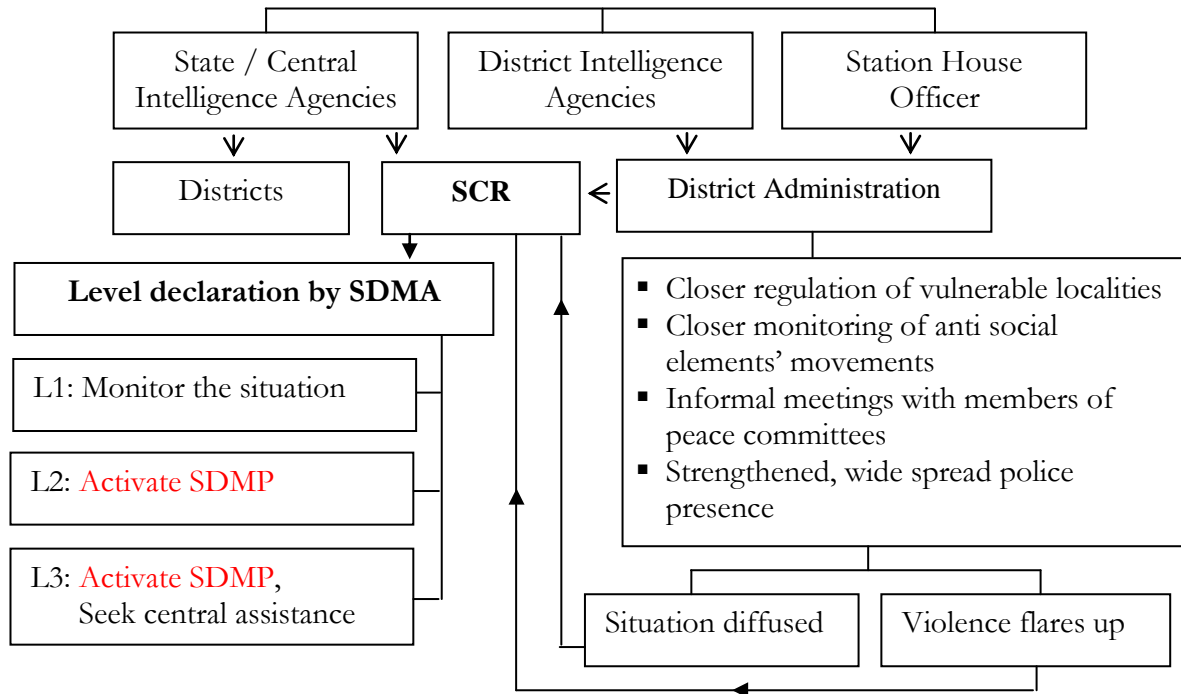 State / Central
Intelligence Agencies
District Intelligence
Agencies
Station House
Officer
Districts
SCR
District Administration
Level declaration by SDMA
L1: Monitor the situation
L2: Activate SDMP
L3: Activate SDMP,
Seek central assistance
▪ Closer regulation of vulnerable localities
▪ Closer monitoring of anti social
elements’ movements
▪ Informal meetings with members of
peace committees
▪ Strengthened, wide spread police
presence
Situation diffused
Violence flares up